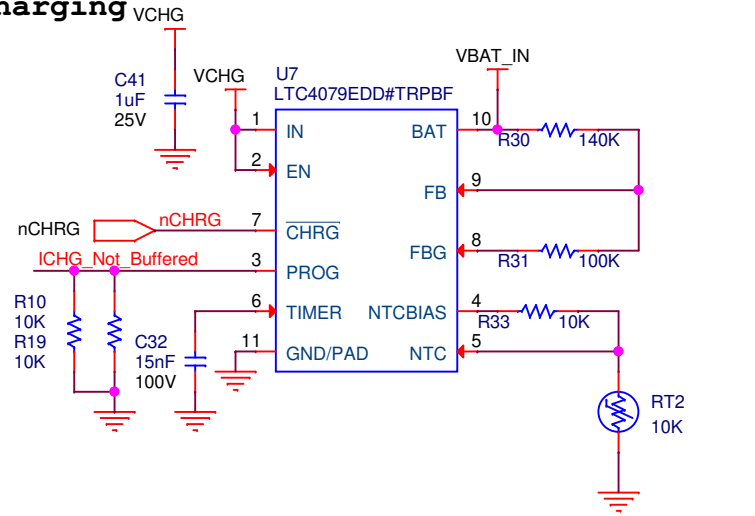 harging
VCHG
C41
1uF
25V
VCHG
U7
LTC4079EDD#TRPBF
VBAT_IN
1
IN
BAT
10
R30
140K
2
EN
FB
9
nCHRG
nCHRG
7
CHRG
FBG
8
R31
100K
ICHG_Not_Buffered
3
PROG
R10
10K
R19
10K
C32
15nF
100V
6
TIMER
NTCBIAS
4
R33
10K
11
GND/PAD
NTC
5
RT2
10K